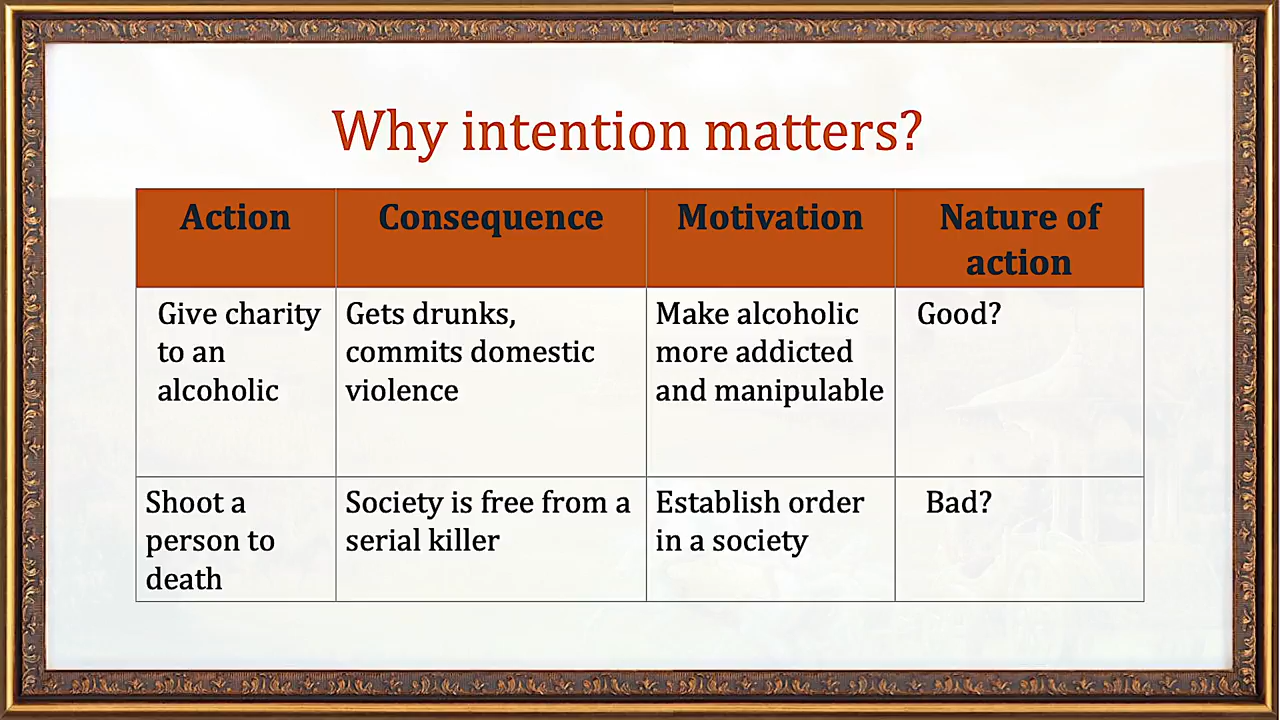 Why intention matters?
Action
Consequence
Motivation
Nature of
action
Give charity
to an
alcoholic
Gets drunks,
commits domestic
violence
Make alcoholic
more addicted
and manipulable
Good?
Shoot a
person to
death
Society is free from a
serial killer
Establish order
in a society
Bad?